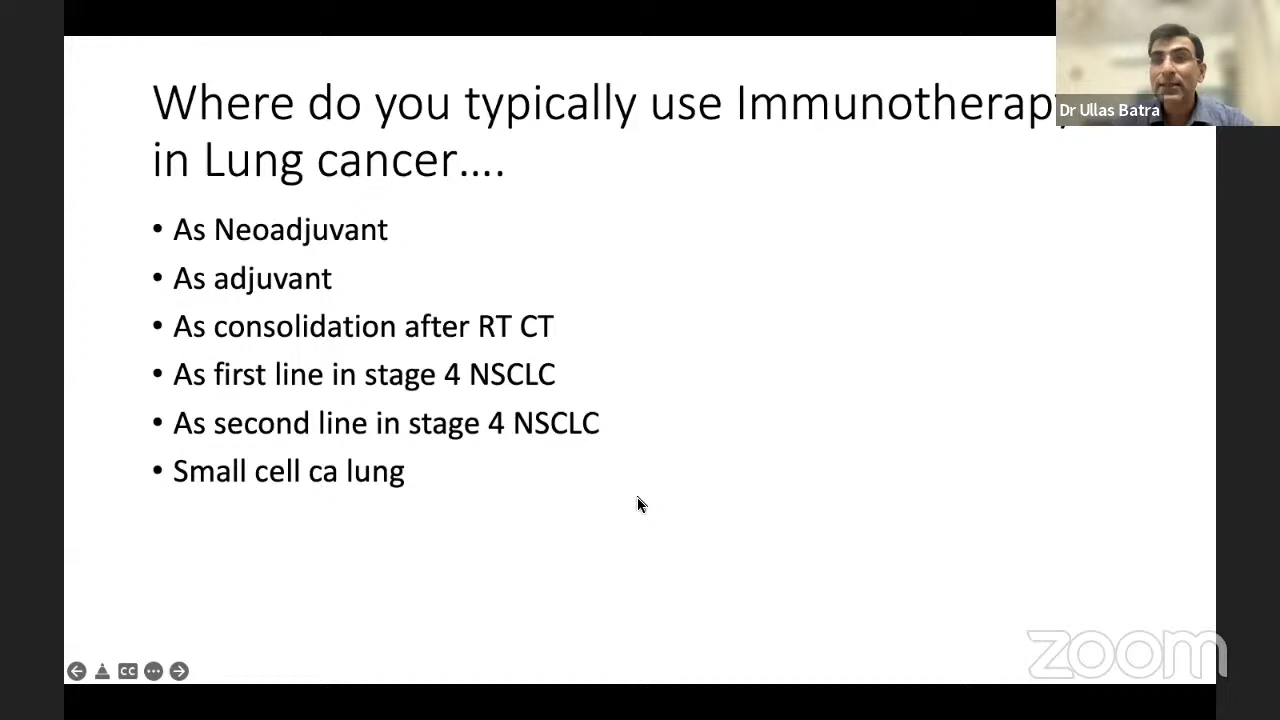 Where do you typically use Immunotherapy
in Lung cancer....
Dr Ullas Batra
• As Neoadjuvant
• As adjuvant
• As consolidation after RT CT
• As first line in stage 4 NSCLC
• As second line in stage 4 NSCLC
• Small cell ca lung
CC
zoom